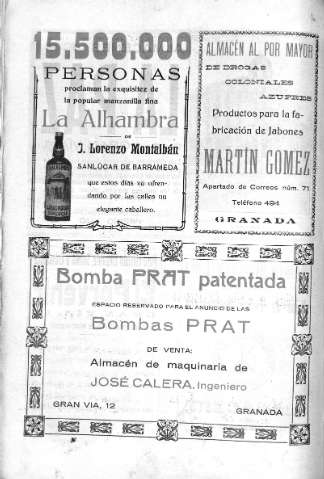 15.500.000
PERSONAS
proclaman la exquisitez de
la popular manzanilla fina
La Alhambra
DE
J. Lorenzo Montalbán
SANLÚCAR DE BARRAMEDA
que estos días va ofren-
dando por las calles un
elegante caballero.
ALMACÉN AL POR MAYOR
DE DROGAS
COLONIALES
AZUFRES
Productos para la fa-
bricación de Jabones
MARTÍN GOMEZ
Apartado de Correos núm. 71
Teléfono 494
GRANADA
Bomba PRAT patentada
ESPACIO RESERVADO PARA EL ANUNCIO DE LAS
Bombas PRAT
DE VENTA:
Almacén de maquinaria de
JOSÉ CALERA, Ingeniero
GRAN VIA, 12
GRANADA